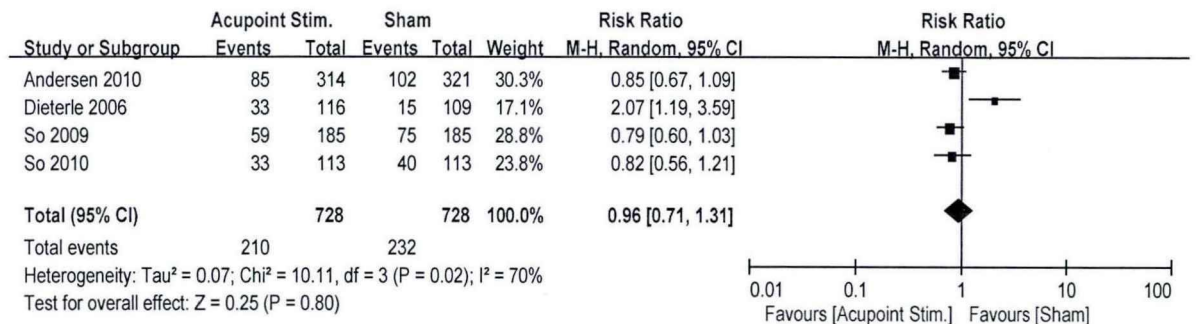 Acupoint Stim. Sham Risk Ratio Risk Ratio
Study or Subgroup Events Total Events Total Weight M-H, Random, 95% CI M-H, Random, 95% CI
Andersen 2010 85 314 102 321 30.3% 0.85 [0.67, 1.09]
Dieterle 2006 33 116 15 109 17.1% 2.07 [1.19, 3.59]
So 2009 59 185 75 185 28.8% 0.79 [0.60, 1.03]
So 2010 33 113 40 113 23.8% 0.82 [0.56, 1.21]
Total (95% CI) 728 728 100.0% 0.96 [0.71, 1.31]
Total events 210 232
Heterogeneity: Tau² = 0.07; Chi² = 10.11, df = 3 (P = 0.02); I² = 70%
Test for overall effect: Z = 0.25 (P = 0.80)
0.01 0.1 1 10 100
Favours [Acupoint Stim.] Favours [Sham]